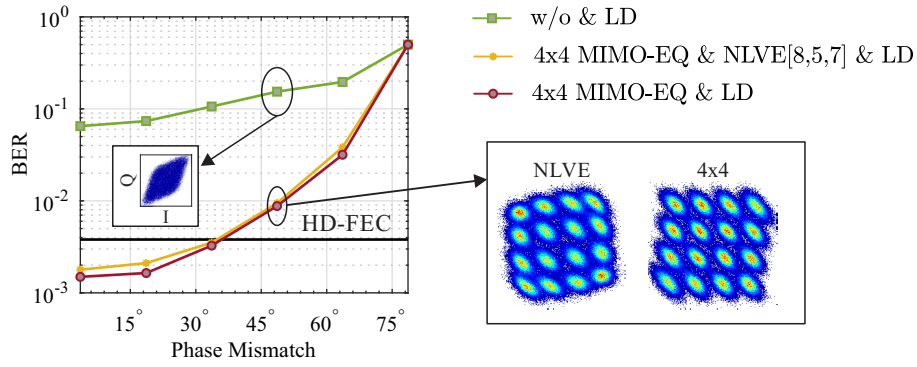 w/o & LD
4x4 MIMO-EQ & NLVE[8,5,7] & LD
4x4 MIMO-EQ & LD
BER
10^0
10^-1
10^-2
10^-3
Q
I
HD-FEC
15° 30° 45° 60° 75°
Phase Mismatch
NLVE 4x4